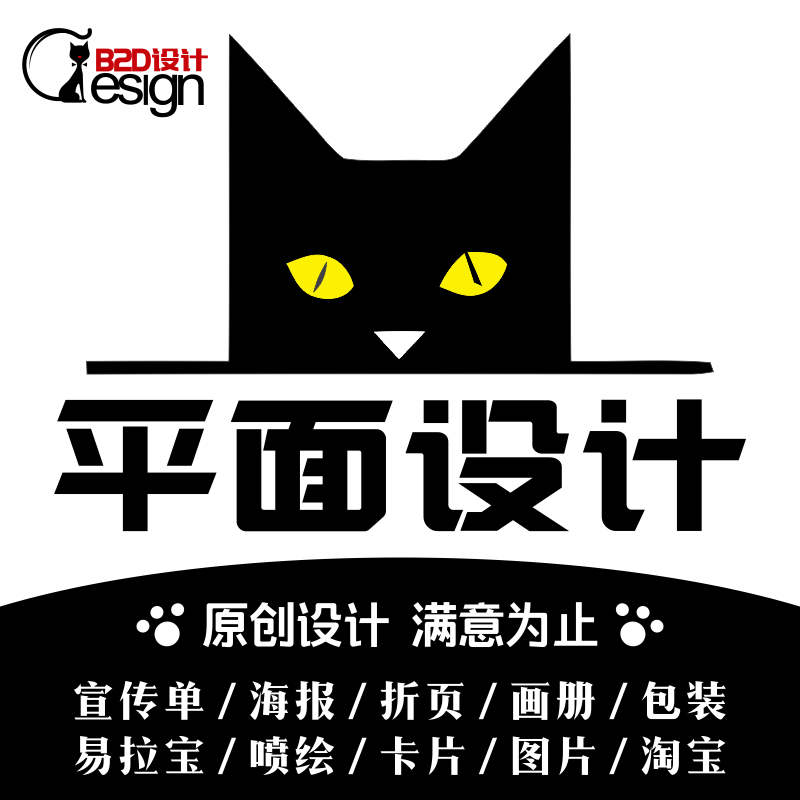 B2D设计
esign
平面设计
原创设计 满意为止
宣传单/海报/折页/画册/包装
易拉宝/喷绘/卡片/图片/淘宝